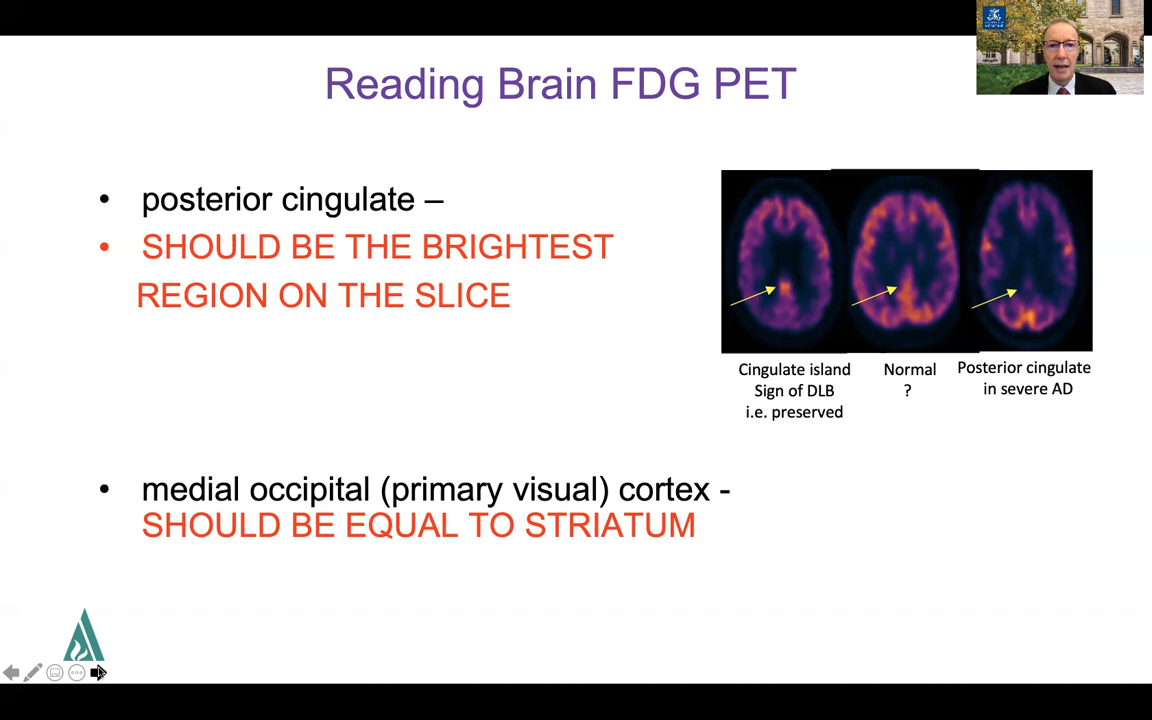 Reading Brain FDG PET
• posterior cingulate –
• SHOULD BE THE BRIGHTEST
REGION ON THE SLICE
Cingulate island
Sign of DLB
i.e. preserved
Normal
?
Posterior cingulate
in severe AD
• medial occipital (primary visual) cortex -
SHOULD BE EQUAL TO STRIATUM